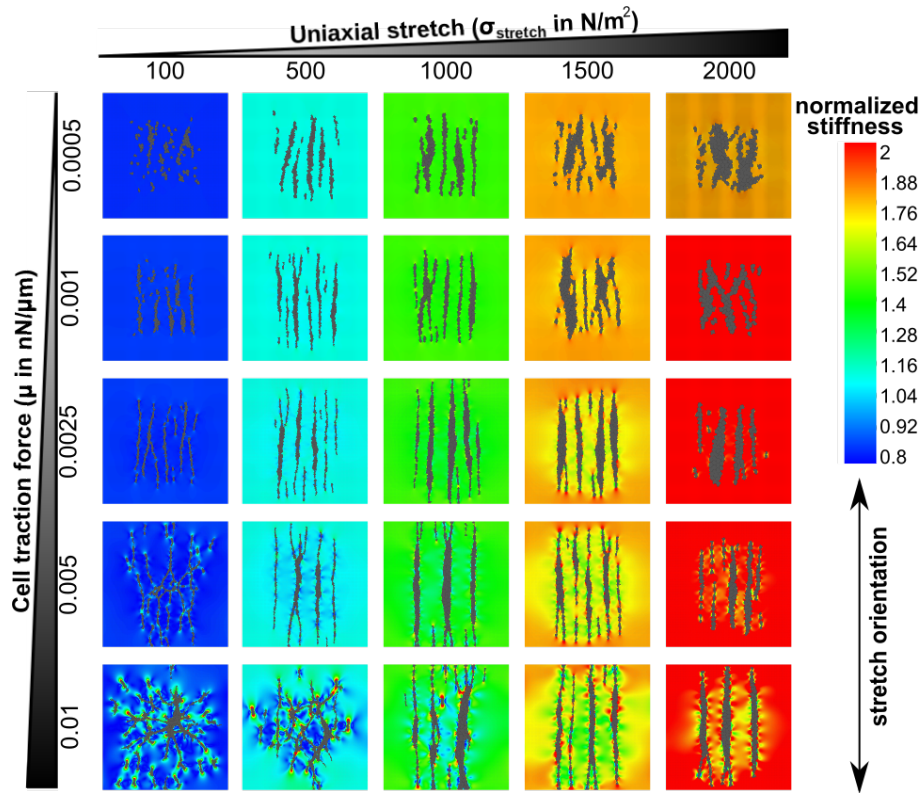 Uniaxial stretch (σstretch in N/m²)
100 500 1000 1500 2000
Cell traction force (μ in nN/μm)
0.0005
0.001
0.0025
0.005
0.01
normalized
stiffness
2
1.88
1.76
1.64
1.52
1.4
1.28
1.16
1.04
0.92
0.8
stretch orientation